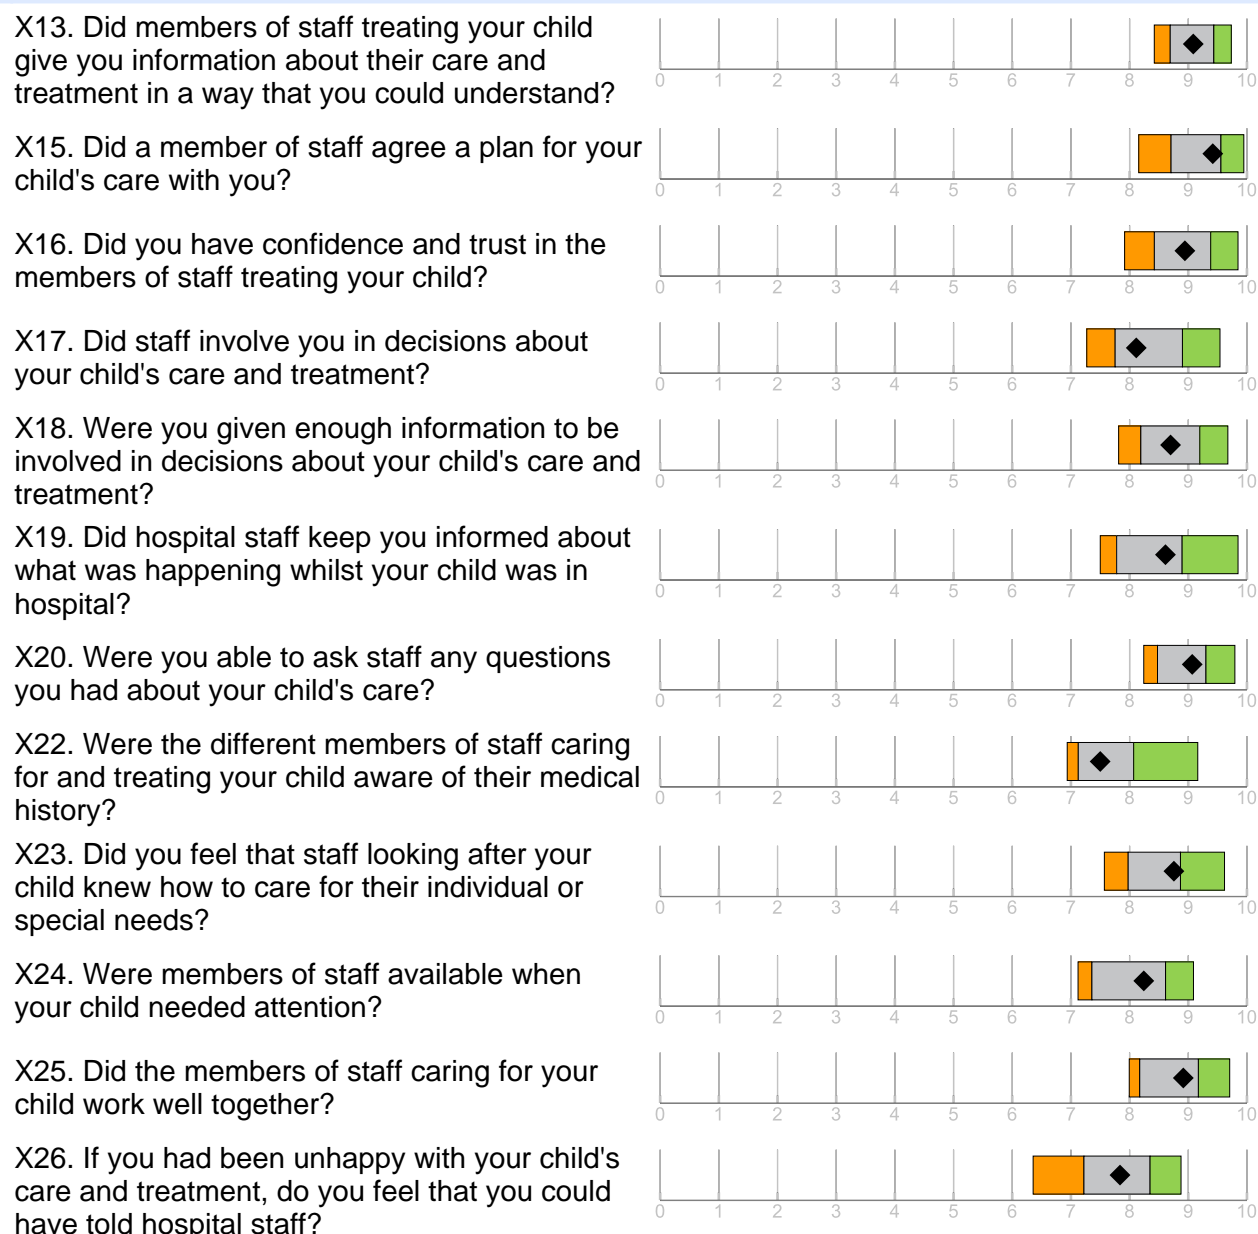 X13. Did members of staff treating your child
give you information about their care and
treatment in a way that you could understand?
0 1 2 3 4 5 6 7 8 9 10
X15. Did a member of staff agree a plan for your
child's care with you?
0 1 2 3 4 5 6 7 8 9 10
X16. Did you have confidence and trust in the
members of staff treating your child?
0 1 2 3 4 5 6 7 8 9 10
X17. Did staff involve you in decisions about
your child's care and treatment?
0 1 2 3 4 5 6 7 8 9 10
X18. Were you given enough information to be
involved in decisions about your child's care and
treatment?
0 1 2 3 4 5 6 7 8 9 10
X19. Did hospital staff keep you informed about
what was happening whilst your child was in
hospital?
0 1 2 3 4 5 6 7 8 9 10
X20. Were you able to ask staff any questions
you had about your child's care?
0 1 2 3 4 5 6 7 8 9 10
X22. Were the different members of staff caring
for and treating your child aware of their medical
history?
0 1 2 3 4 5 6 7 8 9 10
X23. Did you feel that staff looking after your
child knew how to care for their individual or
special needs?
0 1 2 3 4 5 6 7 8 9 10
X24. Were members of staff available when
your child needed attention?
0 1 2 3 4 5 6 7 8 9 10
X25. Did the members of staff caring for your
child work well together?
0 1 2 3 4 5 6 7 8 9 10
X26. If you had been unhappy with your child's
care and treatment, do you feel that you could
have told hospital staff?
0 1 2 3 4 5 6 7 8 9 10